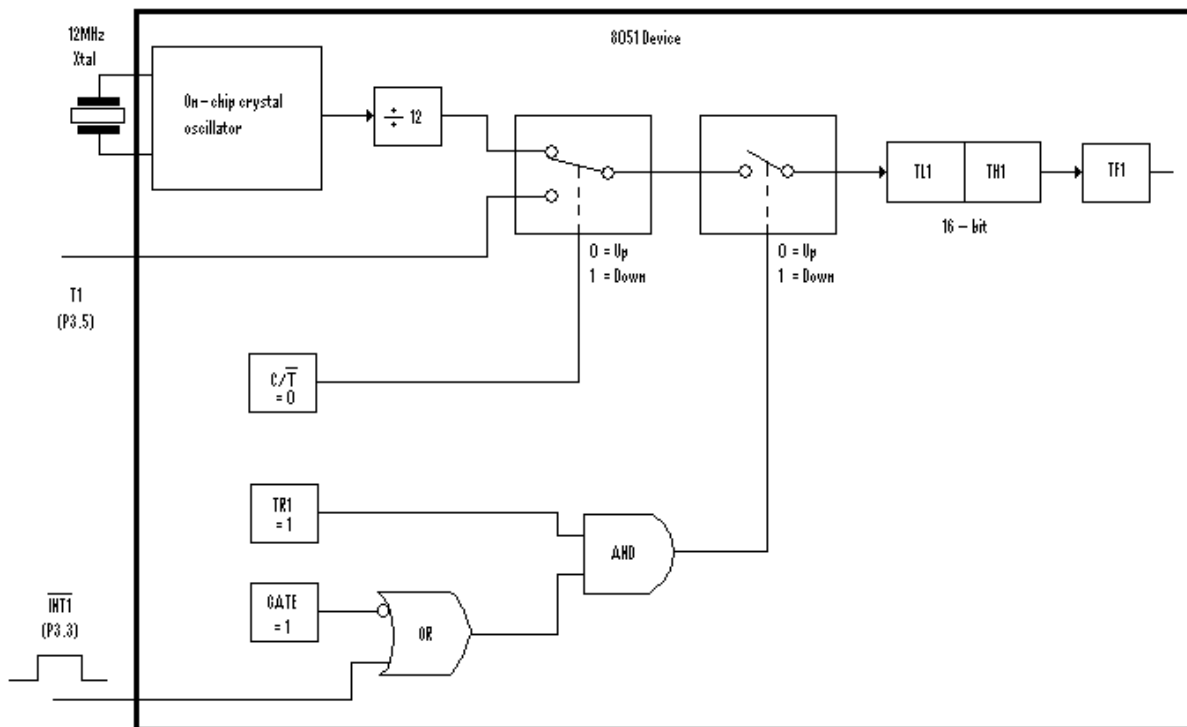 12MHz
Xtal
8051 Device
On-chip crystal
oscillator
÷ 12
TL1
TH1
TF1
16 - bit
0 = Up
1 = Down
0 = Up
1 = Down
T1
(P3.5)
C/T̅
= 0
TR1
= 1
AND
GATE
= 1
OR
I̅N̅T̅1̅
(P3.3)